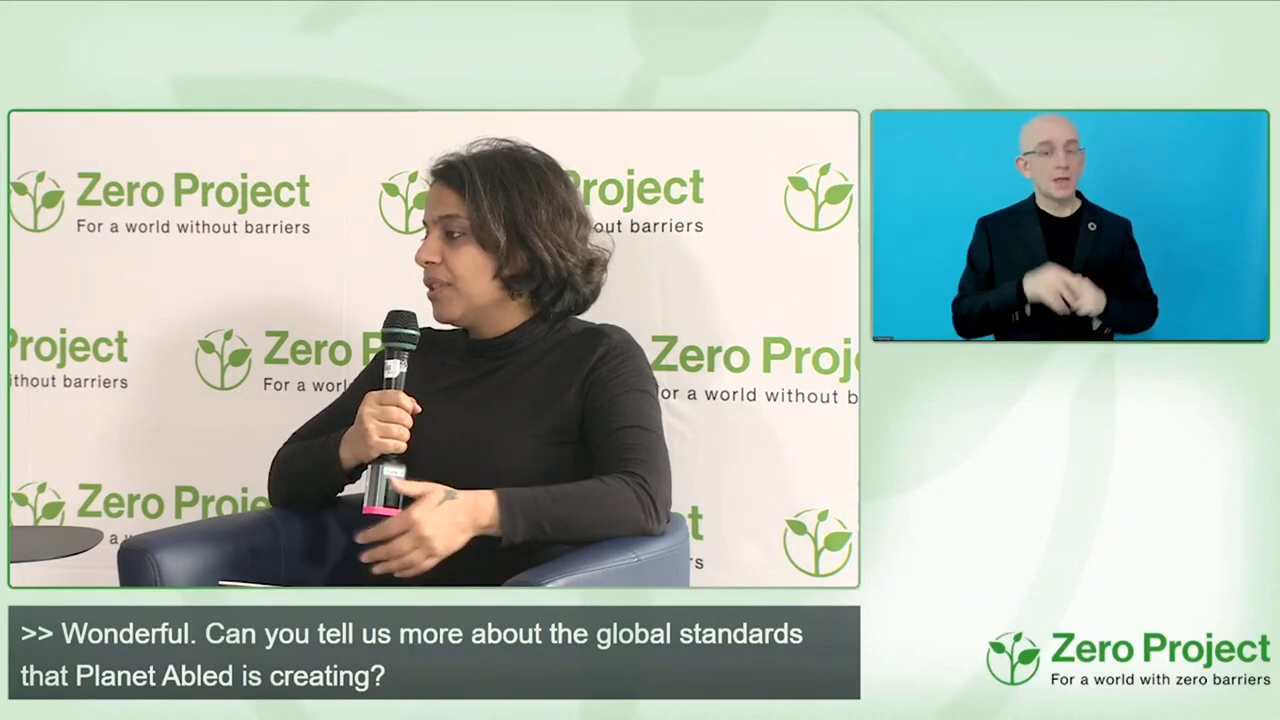 Zero Project
For a world without barriers
Project
out barriers
Project
ithout barriers
Zero P
For a worl
Zero Proj
or a world without b
Zero Proje
a w
t
rs
>> Wonderful. Can you tell us more about the global standards
that Planet Abled is creating?
Zero Project
For a world with zero barriers